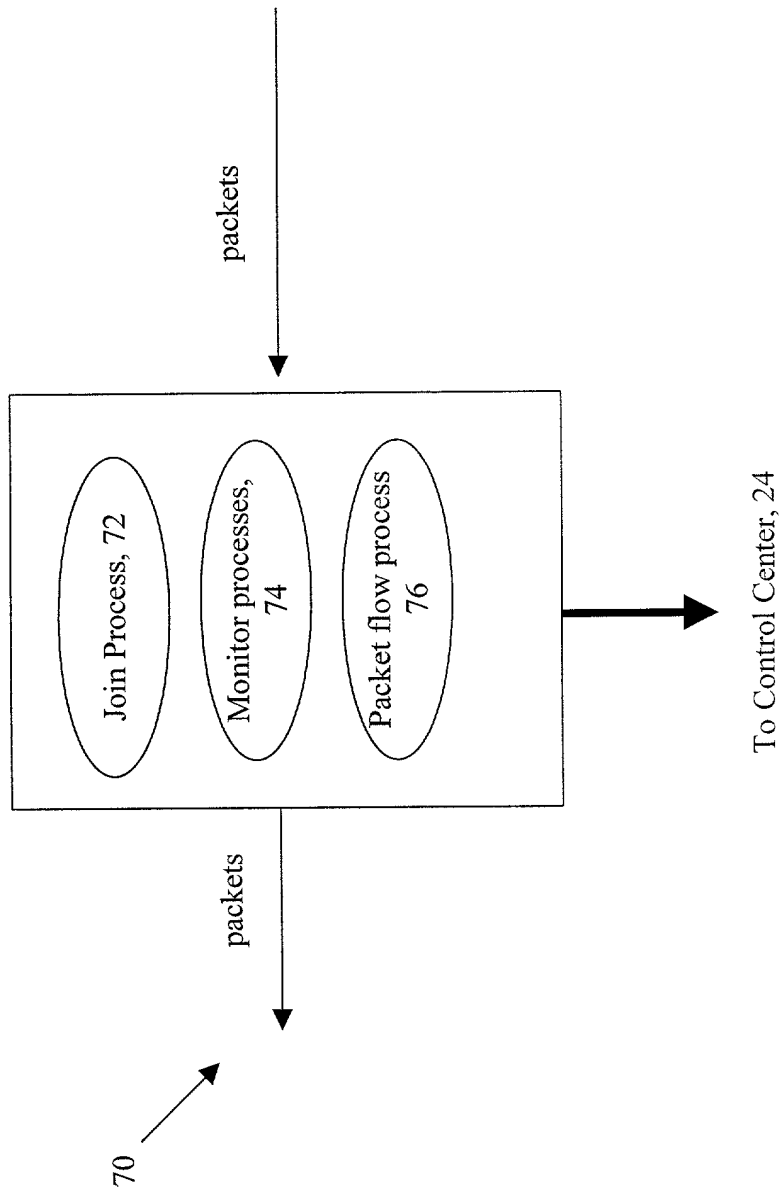 70
packets
Join Process, 72
Monitor processes,
74
Packet flow process
76
packets
To Control Center, 24